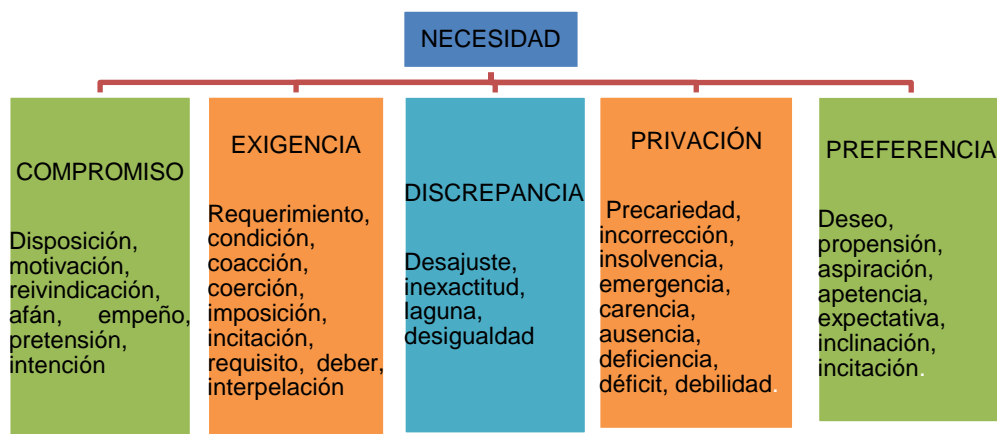 NECESIDAD
COMPROMISO
Disposición,
motivación,
reivindicación,
afán, empeño,
pretensión,
intención
EXIGENCIA
Requerimiento,
condición,
coacción,
coerción,
imposición,
incitación,
requisito, deber,
interpelación
DISCREPANCIA
Desajuste,
inexactitud,
laguna,
desigualdad
PRIVACIÓN
Precariedad,
incorrección,
insolvencia,
emergencia,
carencia,
ausencia,
deficiencia,
déficit, debilidad.
PREFERENCIA
Deseo,
propensión,
aspiración,
apetencia,
expectativa,
inclinación,
incitación.